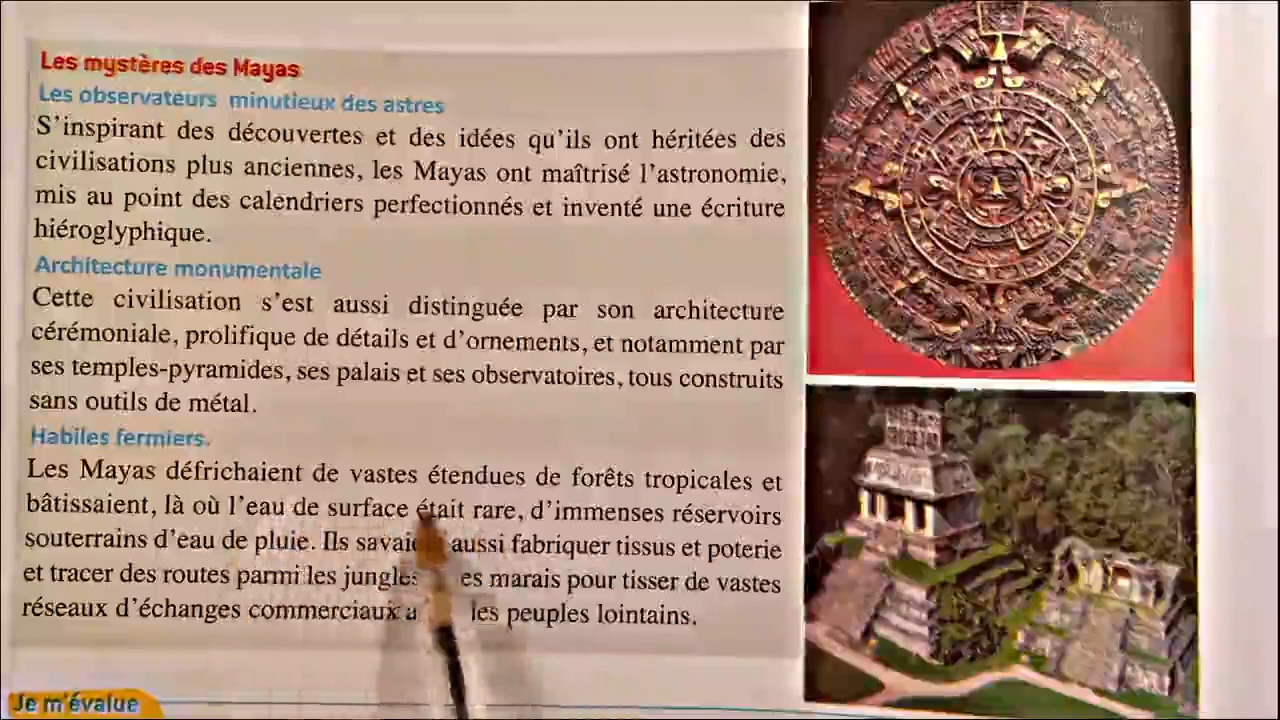 Les mystères des Mayas
Les observateurs minutieux des astres
S'inspirant des découvertes et des idées qu'ils ont héritées des
civilisations plus anciennes, les Mayas ont maîtrisé l'astronomie,
mis au point des calendriers perfectionnés et inventé une écriture
hiéroglyphique.
Architecture monumentale
Cette civilisation s'est aussi distinguée par son architecture
cérémoniale, prolifique de détails et d'ornements, et notamment par
ses temples-pyramides, ses palais et ses observatoires, tous construits
sans outils de métal.
Habiles fermiers.
Les Mayas défrichaient de vastes étendues de forêts tropicales et
bâtissaient, là où l'eau de surface était rare, d'immenses réservoirs
souterrains d'eau de pluie. Ils aussi fabriquer tissus et poterie
et tracer des routes parmi les marais pour tisser de vastes
réseaux d'échanges commerciaux les peuples lointains.
Je m'évalue